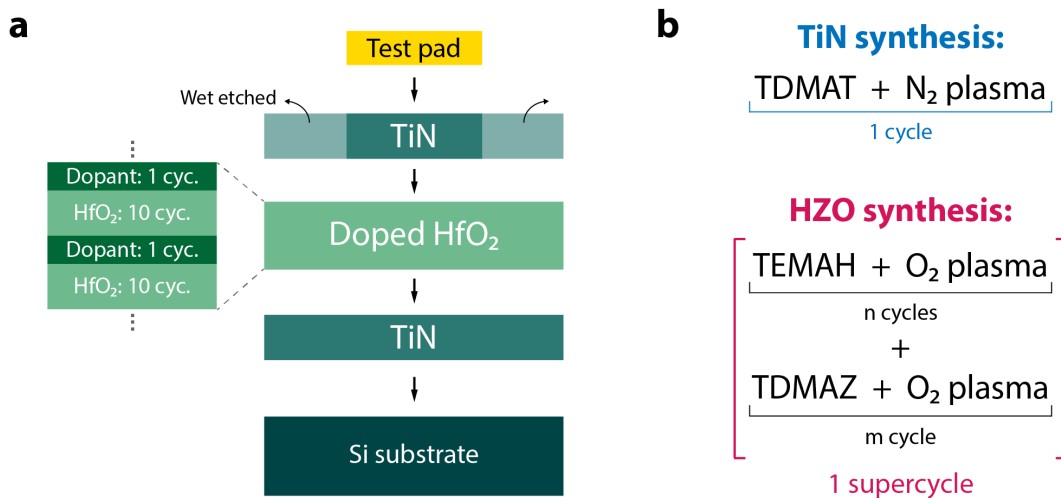 a
Test pad
Wet etched
TiN
Dopant: 1 cyc.
HfO₂: 10 cyc.
Dopant: 1 cyc.
HfO₂: 10 cyc.
Doped HfO₂
TiN
Si substrate
b
TiN synthesis:
TDMAT + N₂ plasma
1 cycle
HZO synthesis:
TEMAH + O₂ plasma
n cycles
+
TDMAZ + O₂ plasma
m cycle
1 supercycle